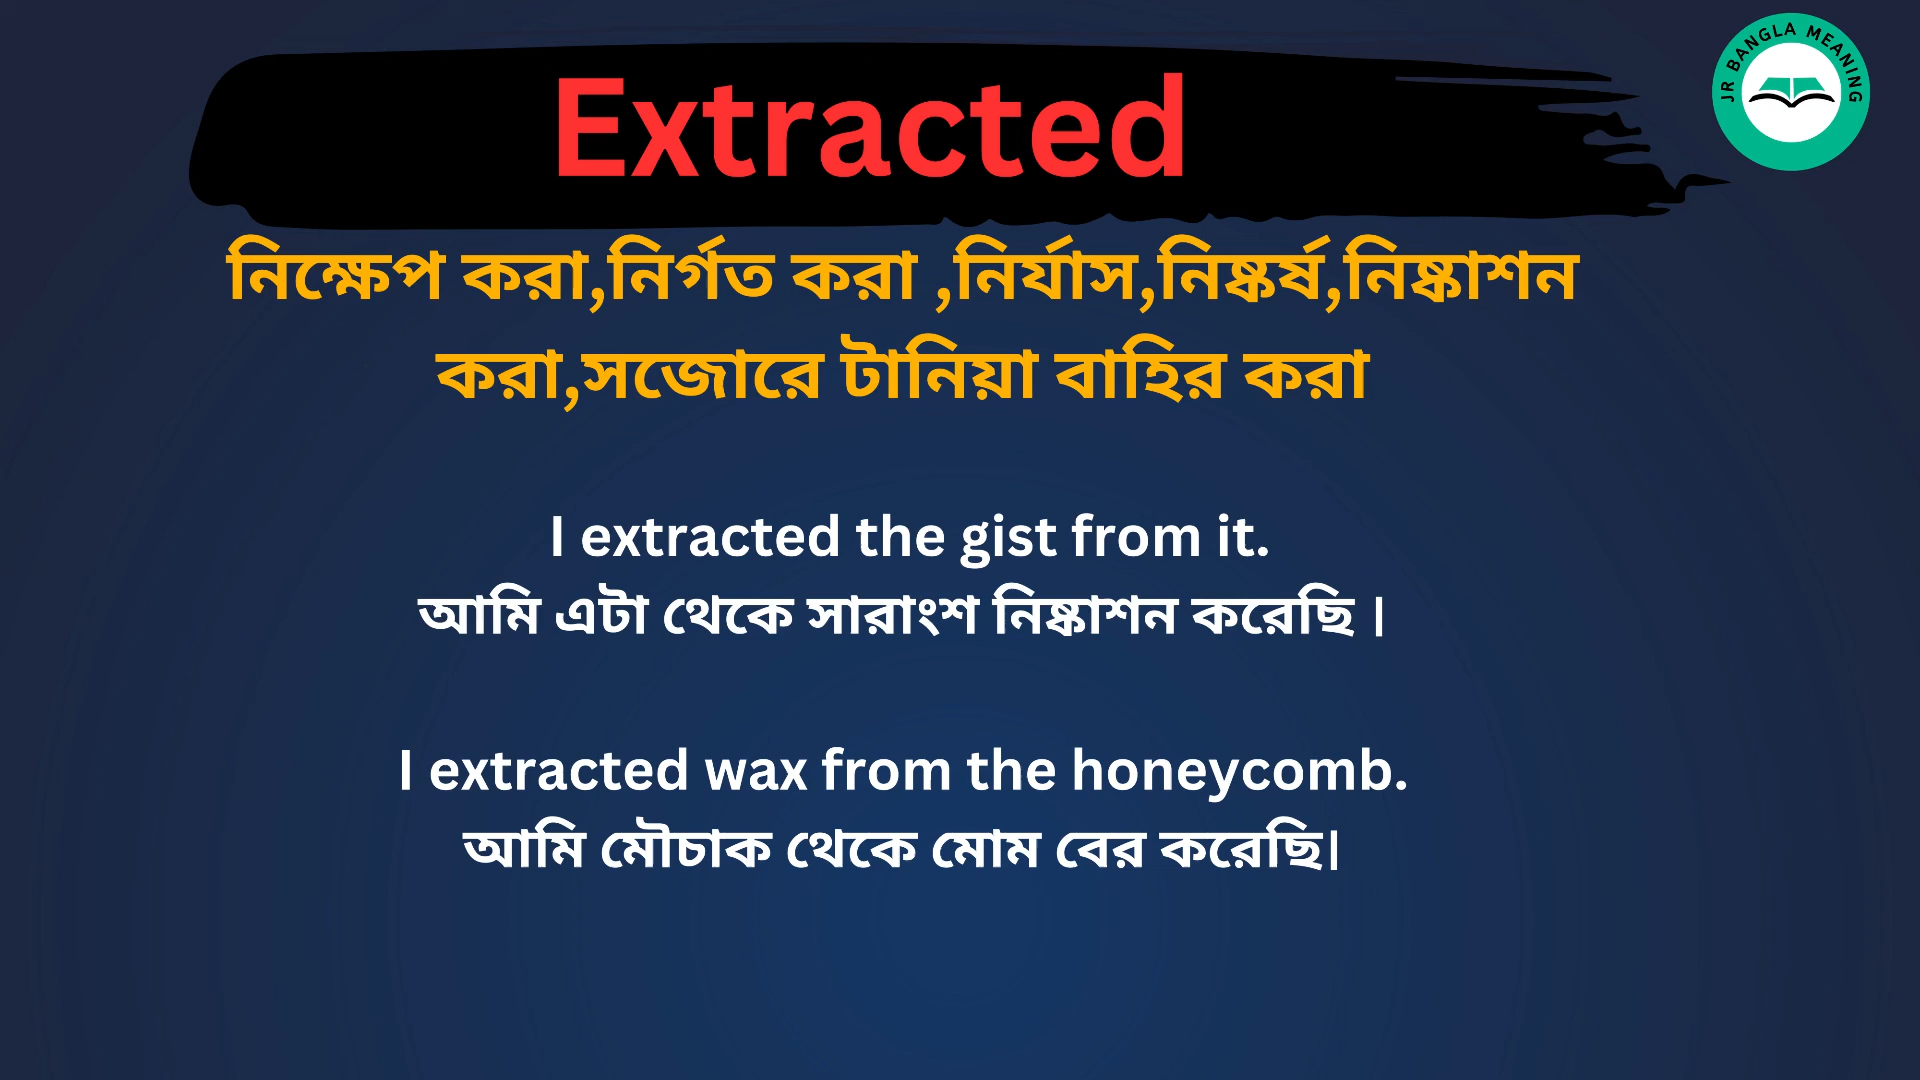 Extracted
JR BANGLA MEANING
নিক্ষেপ করা,নির্গত করা ,নির্যাস,নিষ্কর্ষ,নিষ্কাশন
করা,সজোরে টানিয়া বাহির করা
I extracted the gist from it.
আমি এটা থেকে সারাংশ নিষ্কাশন করেছি ।
I extracted wax from the honeycomb.
আমি মৌচাক থেকে মোম বের করেছি।